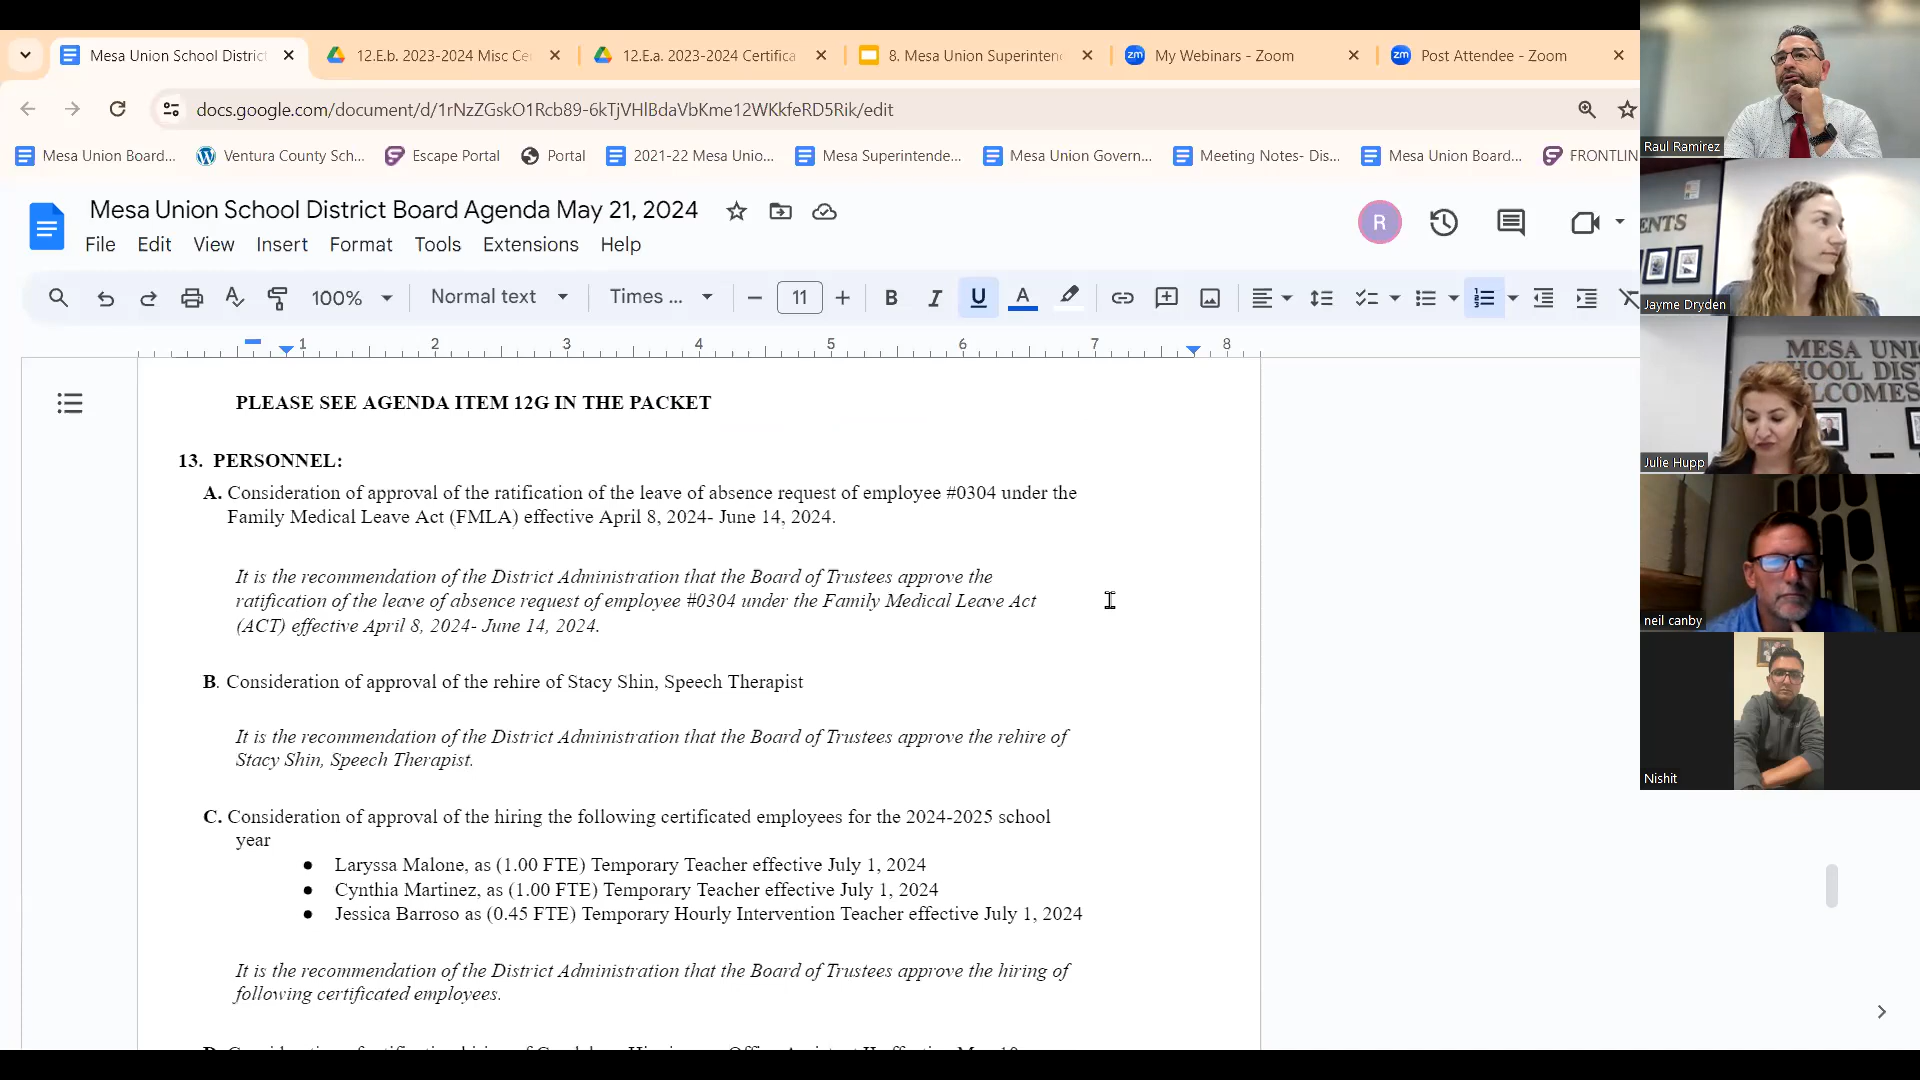 Mesa Union School District
12.E.b. 2023-2024 Misc Ce
12.E.a. 2023-2024 Certifica
8. Mesa Union Superinten
zm My Webinars - Zoom
zm Post Attendee - Zoom
docs.google.com/document/d/1rNzZGskO1Rcb89-6kTjVHlBdaVbKme12WKkfeRD5Rik/edit
Mesa Union Board...
Ventura County Sch...
Escape Portal
Portal
2021-22 Mesa Unio...
Mesa Superintende...
Mesa Union Govern...
Meeting Notes- Dis...
Mesa Union Board...
FRONTLIN
Mesa Union School District Board Agenda May 21, 2024
R
File Edit View Insert Format Tools Extensions Help
100% Normal text Times ... 11 B I U A
1 2 3 4 5 6 7 8
PLEASE SEE AGENDA ITEM 12G IN THE PACKET
13. PERSONNEL:
A. Consideration of approval of the ratification of the leave of absence request of employee #0304 under the
Family Medical Leave Act (FMLA) effective April 8, 2024- June 14, 2024.
It is the recommendation of the District Administration that the Board of Trustees approve the
ratification of the leave of absence request of employee #0304 under the Family Medical Leave Act
(ACT) effective April 8, 2024- June 14, 2024.
B. Consideration of approval of the rehire of Stacy Shin, Speech Therapist
It is the recommendation of the District Administration that the Board of Trustees approve the rehire of
Stacy Shin, Speech Therapist.
C. Consideration of approval of the hiring the following certificated employees for the 2024-2025 school
year
● Laryssa Malone, as (1.00 FTE) Temporary Teacher effective July 1, 2024
● Cynthia Martinez, as (1.00 FTE) Temporary Teacher effective July 1, 2024
● Jessica Barroso as (0.45 FTE) Temporary Hourly Intervention Teacher effective July 1, 2024
It is the recommendation of the District Administration that the Board of Trustees approve the hiring of
following certificated employees.
Raul Ramirez
ENTS
Jayme Dryden
MESA UNI
CHOOL DIS
LCOMES
Julie Hupp
neil canby
Nishit